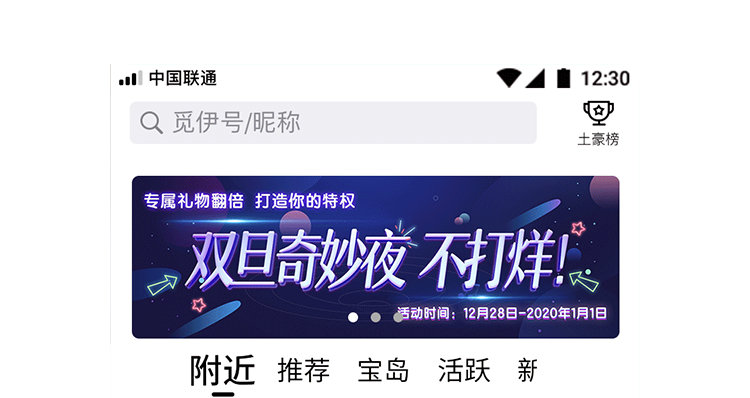 中国联通 12:30
觅伊号/昵称
土豪榜
专属礼物翻倍 打造你的特权
双旦奇妙夜 不打烊!
活动时间：12月28日-2020年1月1日
附近 推荐 宝岛 活跃 新